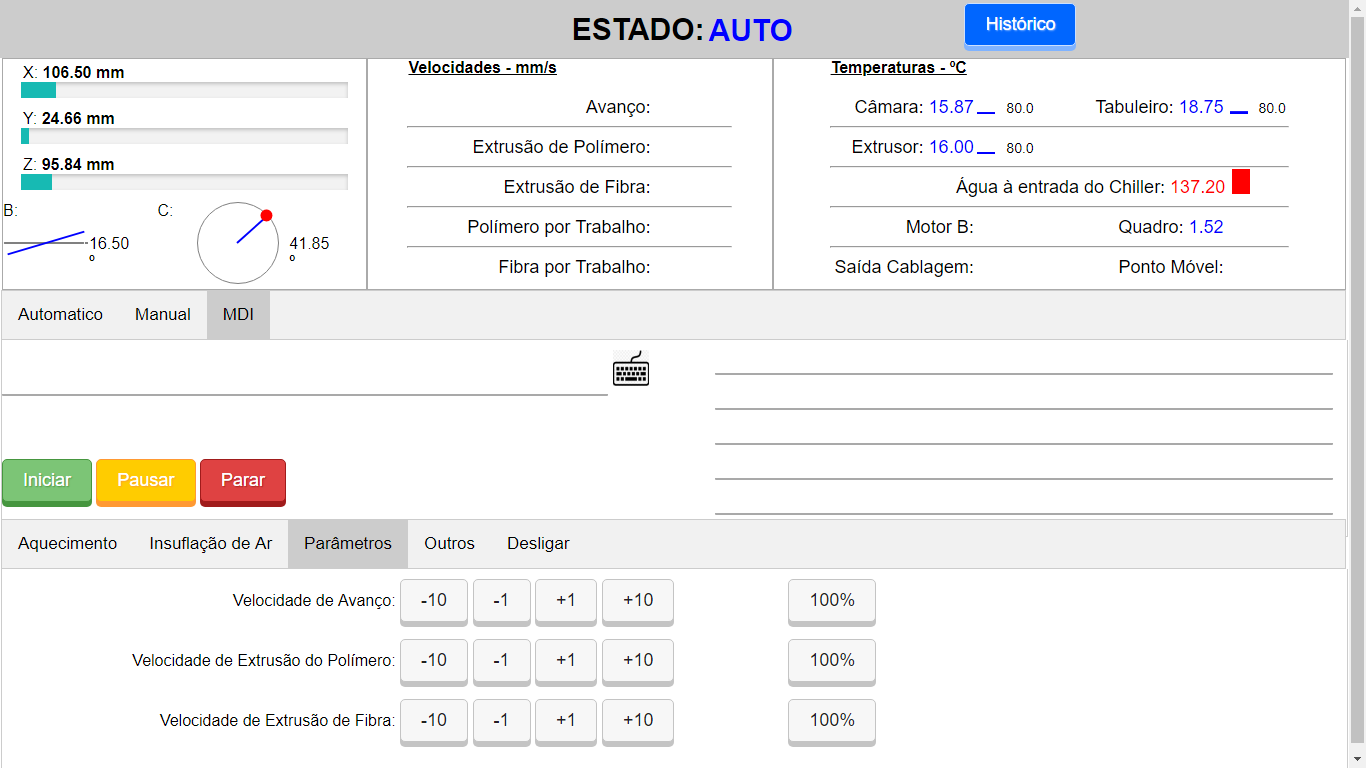 ESTADO: AUTO
Histórico
X: 106.50 mm
Y: 24.66 mm
Z: 95.84 mm
B:
16.50
º
C:
41.85
º
Velocidades - mm/s
Avanço:
Extrusão de Polímero:
Extrusão de Fibra:
Polímero por Trabalho:
Fibra por Trabalho:
Temperaturas - ºC
Câmara: 15.87 80.0 Tabuleiro: 18.75 80.0
Extrusor: 16.00 80.0
Água à entrada do Chiller: 137.20
Motor B: Quadro: 1.52
Saída Cablagem: Ponto Móvel:
Automatico Manual MDI
Iniciar Pausar Parar
Aquecimento Insuflação de Ar Parâmetros Outros Desligar
Velocidade de Avanço: -10 -1 +1 +10 100%
Velocidade de Extrusão do Polímero: -10 -1 +1 +10 100%
Velocidade de Extrusão de Fibra: -10 -1 +1 +10 100%